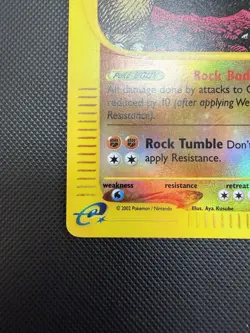 Poké-BODY Rock Bod
All damage done by attacks to G
reduced by 10 (after applying We
Resistance).
Rock Tumble Don'
apply Resistance.
weakness resistance retreat
Illus. Aya Kusube
© 2002 Pokémon / Nintendo
e